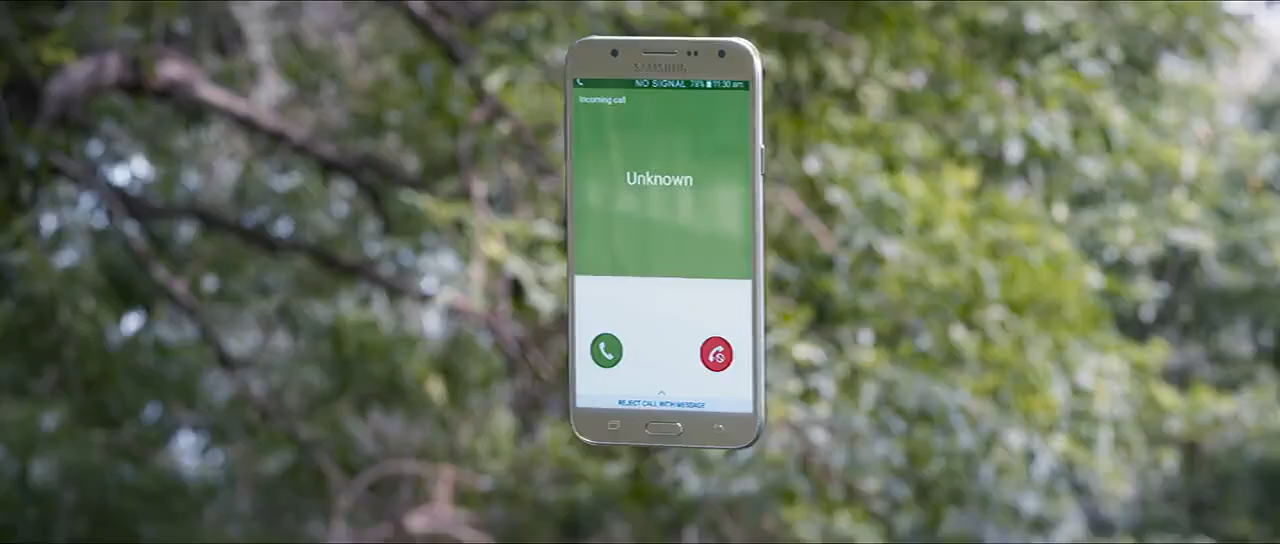 SAMSUNG
NO SIGNAL 78% 11:30 am
Incoming call
Unknown
REJECT CALL WITH MESSAGE